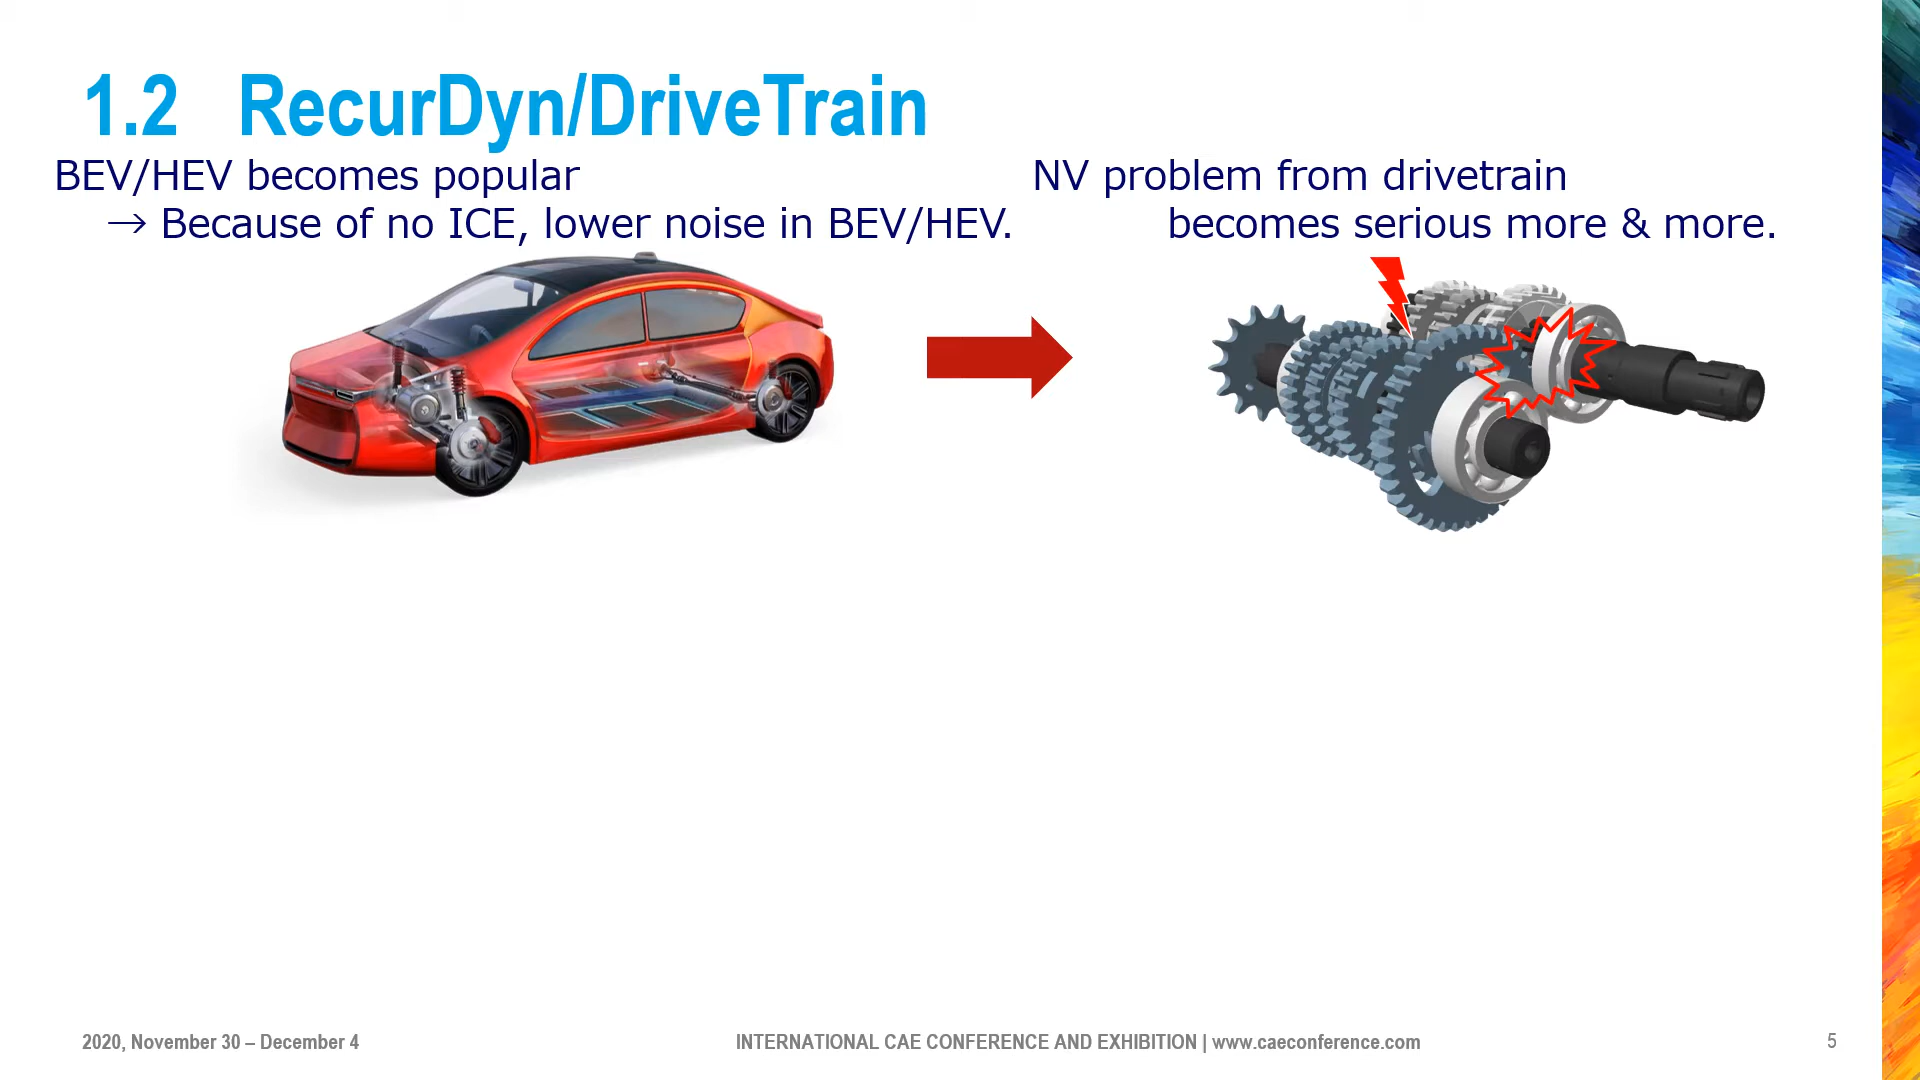 1.2 RecurDyn/DriveTrain
BEV/HEV becomes popular
→ Because of no ICE, lower noise in BEV/HEV.
NV problem from drivetrain
becomes serious more & more.
2020, November 30 – December 4
INTERNATIONAL CAE CONFERENCE AND EXHIBITION | www.caeconference.com
5